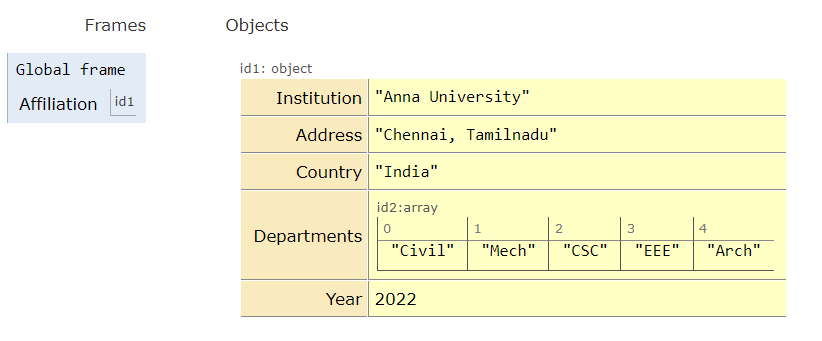 Frames Objects
Global frame
Affiliation id1
id1: object
Institution "Anna University"
Address "Chennai, Tamilnadu"
Country "India"
Departments
id2:array
0 1 2 3 4
"Civil" "Mech" "CSC" "EEE" "Arch"
Year 2022